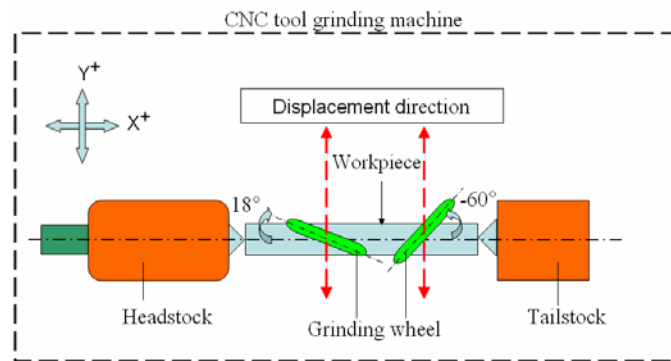 CNC tool grinding machine
Y+
X+
Displacement direction
Workpiece
18°
-60°
Headstock
Grinding wheel
Tailstock